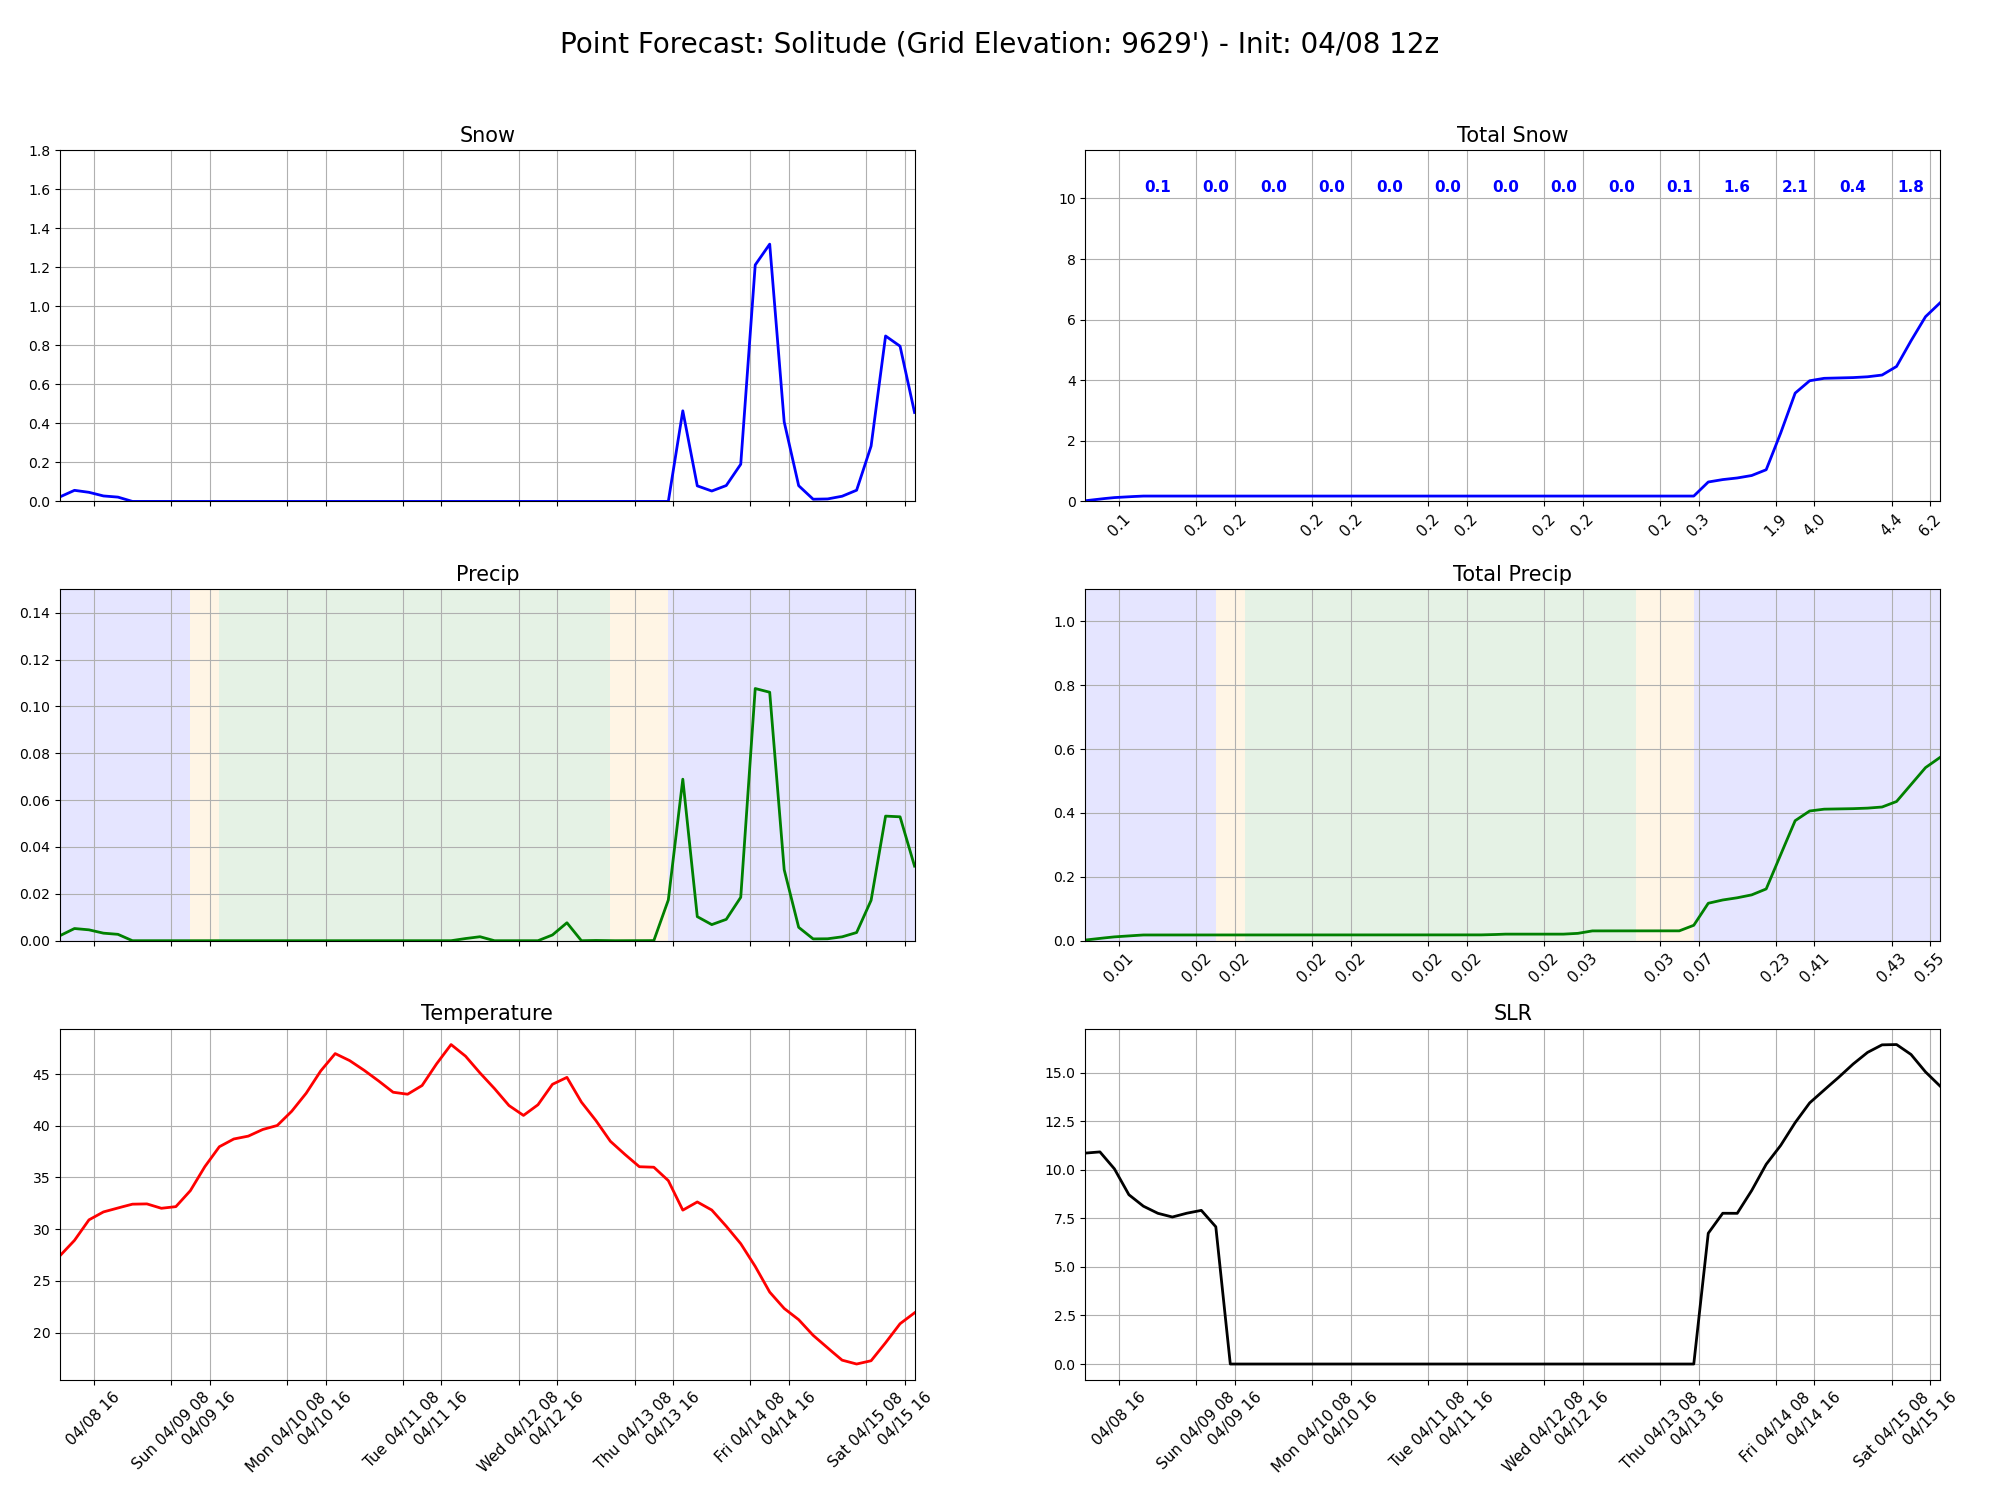 Point Forecast: Solitude (Grid Elevation: 9629') - Init: 04/08 12z
Snow
1.8
1.6
1.4
1.2
1.0
0.8
0.6
0.4
0.2
0.0
Total Snow
0.1 0.0 0.0 0.0 0.0 0.0 0.0 0.0 0.0 0.1 1.6 2.1 0.4 1.8
10
8
6
4
2
0
0.1 0.2 0.2 0.2 0.2 0.2 0.2 0.2 0.2 0.2 0.3 1.9 4.0 4.4 6.2
Precip
0.14
0.12
0.10
0.08
0.06
0.04
0.02
0.00
Total Precip
1.0
0.8
0.6
0.4
0.2
0.0
0.01 0.02 0.02 0.02 0.02 0.02 0.02 0.02 0.03 0.03 0.07 0.23 0.41 0.43 0.55
Temperature
45
40
35
30
25
20
04/08 16
Sun 04/09 08
04/09 16
Mon 04/10 08
04/10 16
Tue 04/11 08
04/11 16
Wed 04/12 08
04/12 16
Thu 04/13 08
04/13 16
Fri 04/14 08
04/14 16
Sat 04/15 08
04/15 16
SLR
15.0
12.5
10.0
7.5
5.0
2.5
0.0
04/08 16
Sun 04/09 08
04/09 16
Mon 04/10 08
04/10 16
Tue 04/11 08
04/11 16
Wed 04/12 08
04/12 16
Thu 04/13 08
04/13 16
Fri 04/14 08
04/14 16
Sat 04/15 08
04/15 16